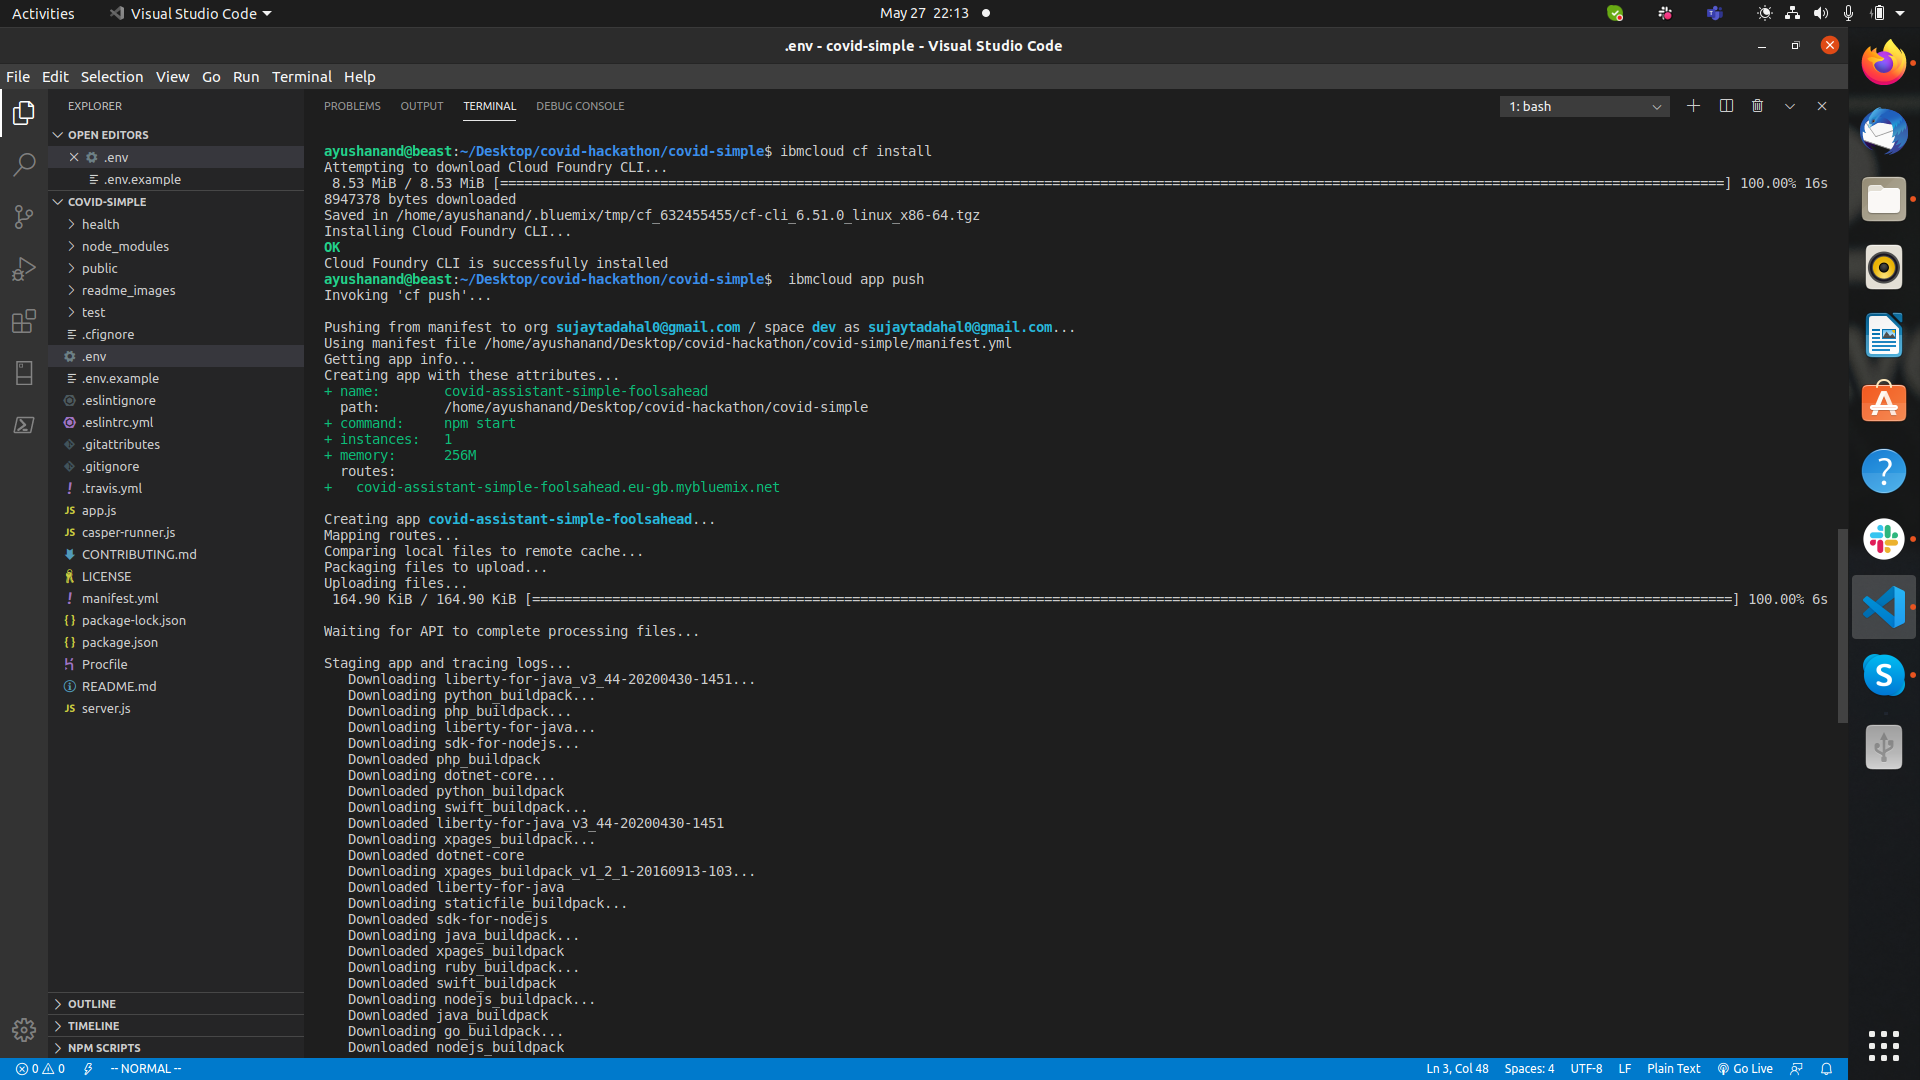 Activities
Visual Studio Code
May 27 22:13
.env - covid-simple - Visual Studio Code
File Edit Selection View Go Run Terminal Help
EXPLORER
OPEN EDITORS
.env
.env.example
COVID-SIMPLE
health
node_modules
public
readme_images
test
.cfignore
.env
.env.example
.eslintignore
.eslintrc.yml
.gitattributes
.gitignore
! .travis.yml
JS app.js
JS casper-runner.js
CONTRIBUTING.md
LICENSE
! manifest.yml
{} package-lock.json
{} package.json
Procfile
README.md
JS server.js
OUTLINE
TIMELINE
NPM SCRIPTS
PROBLEMS OUTPUT TERMINAL DEBUG CONSOLE
1: bash
ayushanand@beast:~/Desktop/covid-hackathon/covid-simple$ ibmcloud cf install
Attempting to download Cloud Foundry CLI...
8.53 MiB / 8.53 MiB [=========================================================================================================================================================] 100.00% 16s
8947378 bytes downloaded
Saved in /home/ayushanand/.bluemix/tmp/cf_632455455/cf-cli_6.51.0_linux_x86-64.tgz
Installing Cloud Foundry CLI...
OK
Cloud Foundry CLI is successfully installed
ayushanand@beast:~/Desktop/covid-hackathon/covid-simple$  ibmcloud app push
Invoking 'cf push'...
Pushing from manifest to org sujaytadahal0@gmail.com / space dev as sujaytadahal0@gmail.com...
Using manifest file /home/ayushanand/Desktop/covid-hackathon/covid-simple/manifest.yml
Getting app info...
Creating app with these attributes...
+ name: covid-assistant-simple-foolsahead
path: /home/ayushanand/Desktop/covid-hackathon/covid-simple
+ command: npm start
+ instances: 1
+ memory: 256M
routes:
+ covid-assistant-simple-foolsahead.eu-gb.mybluemix.net
Creating app covid-assistant-simple-foolsahead...
Mapping routes...
Comparing local files to remote cache...
Packaging files to upload...
Uploading files...
164.90 KiB / 164.90 KiB [======================================================================================================================================================] 100.00% 6s
Waiting for API to complete processing files...
Staging app and tracing logs...
Downloading liberty-for-java_v3_44-20200430-1451...
Downloading python_buildpack...
Downloading php_buildpack...
Downloading liberty-for-java...
Downloading sdk-for-nodejs...
Downloaded php_buildpack
Downloading dotnet-core...
Downloaded python_buildpack
Downloading swift_buildpack...
Downloaded liberty-for-java_v3_44-20200430-1451
Downloading xpages_buildpack...
Downloaded dotnet-core
Downloading xpages_buildpack_v1_2_1-20160913-103...
Downloaded liberty-for-java
Downloading staticfile_buildpack...
Downloaded sdk-for-nodejs
Downloading java_buildpack...
Downloaded xpages_buildpack
Downloading ruby_buildpack...
Downloaded swift_buildpack
Downloading nodejs_buildpack...
Downloaded java_buildpack
Downloading go_buildpack...
Downloaded nodejs_buildpack
0 0 -- NORMAL --
Ln 3, Col 48 Spaces: 4 UTF-8 LF Plain Text Go Live